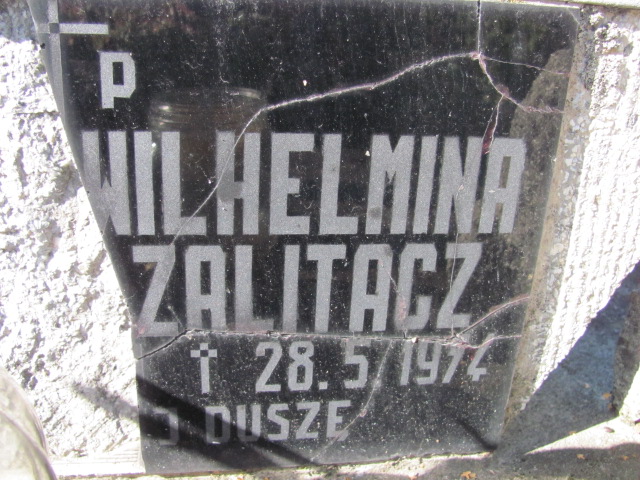 P
WILHELMINA
ZALITACZ
† 28.5 1974
J DUSZE